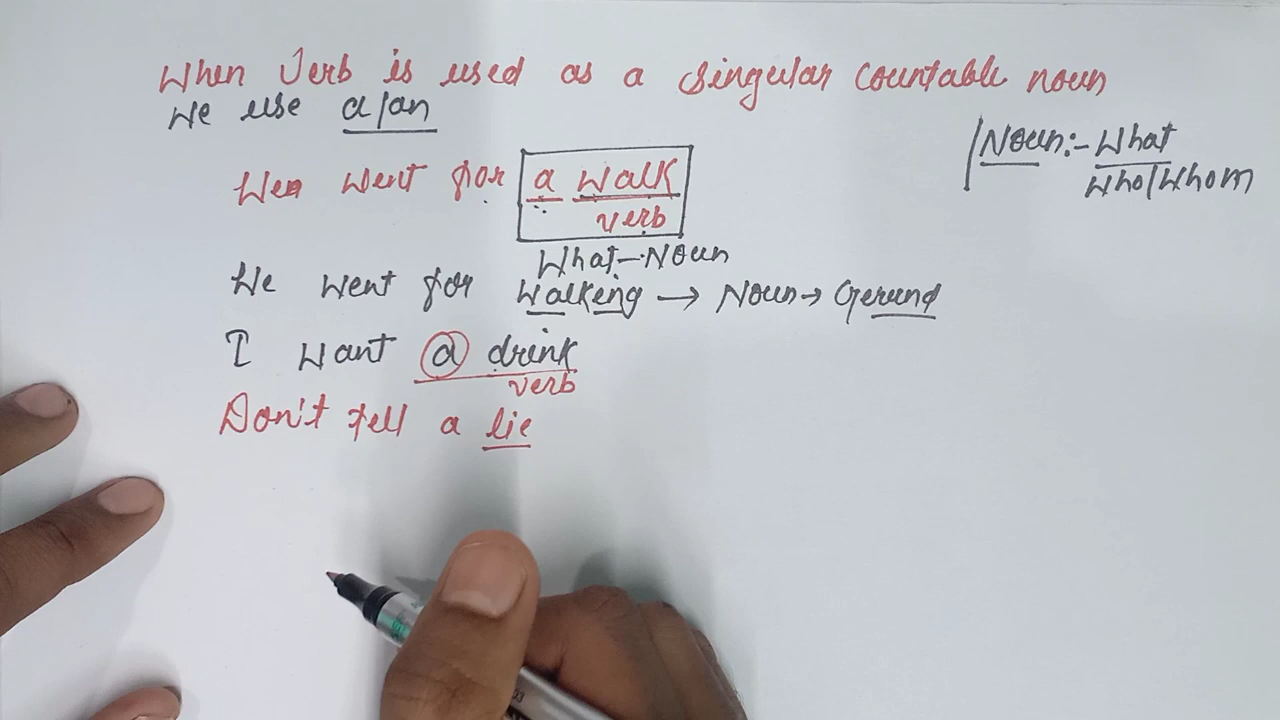 When Verb is used as a singular countable noun
We use a/an
Noun:- What
Who/Whom
We went for a walk
verb
What-Noun
We went for Walkeing → Noun → Gerund
I want a drink
verb
Don't tell a lie